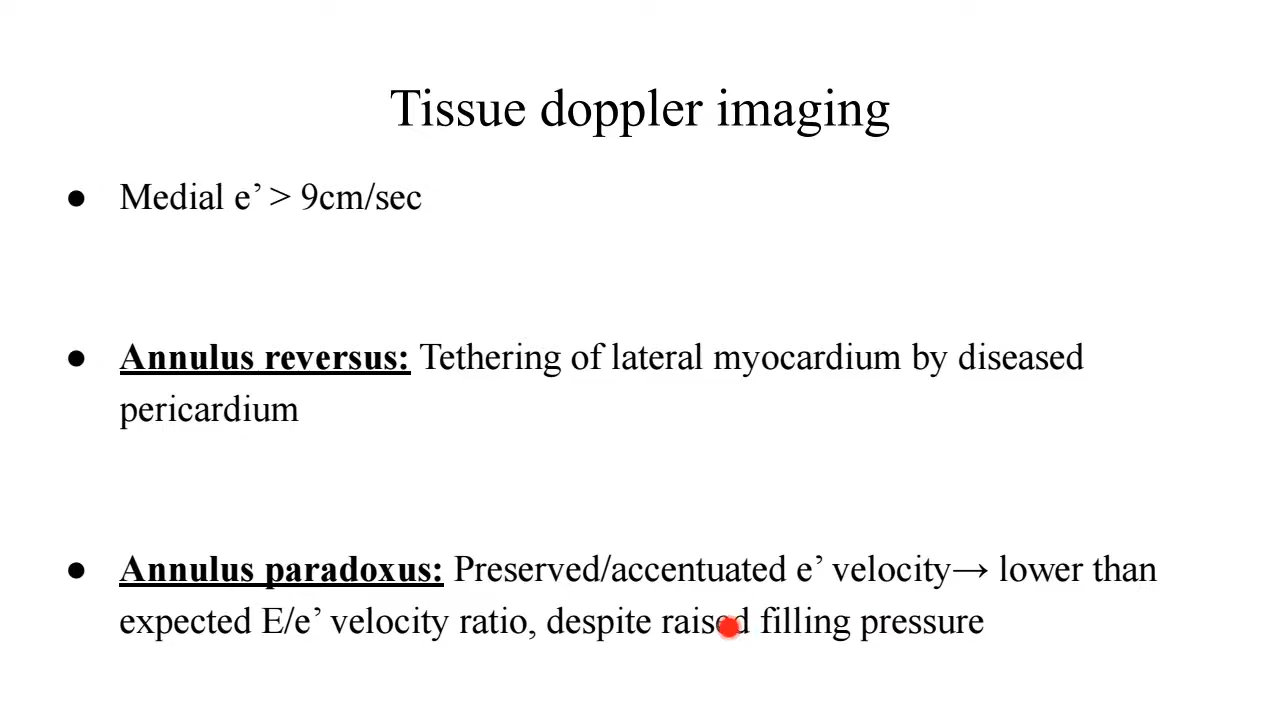 Tissue doppler imaging
● Medial e’ > 9cm/sec
● Annulus reversus: Tethering of lateral myocardium by diseased
pericardium
● Annulus paradoxus: Preserved/accentuated e’ velocity→ lower than
expected E/e’ velocity ratio, despite raised filling pressure